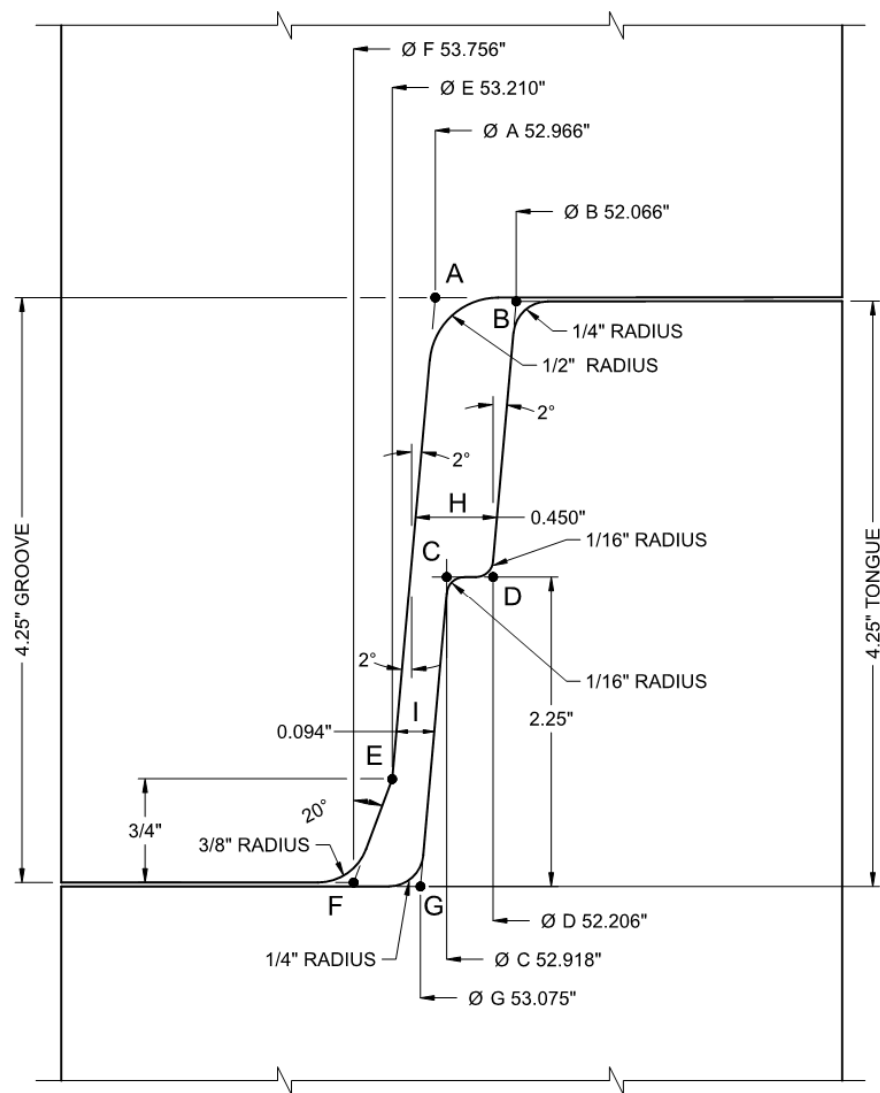 Ø F 53.756"
Ø E 53.210"
Ø A 52.966"
Ø B 52.066"
A
B
1/4" RADIUS
1/2" RADIUS
2°
2°
H
0.450"
1/16" RADIUS
C
D
4.25" GROOVE
4.25" TONGUE
2°
1/16" RADIUS
I
0.094"
2.25"
E
20°
3/4"
3/8" RADIUS
F
G
Ø D 52.206"
1/4" RADIUS
Ø C 52.918"
Ø G 53.075"